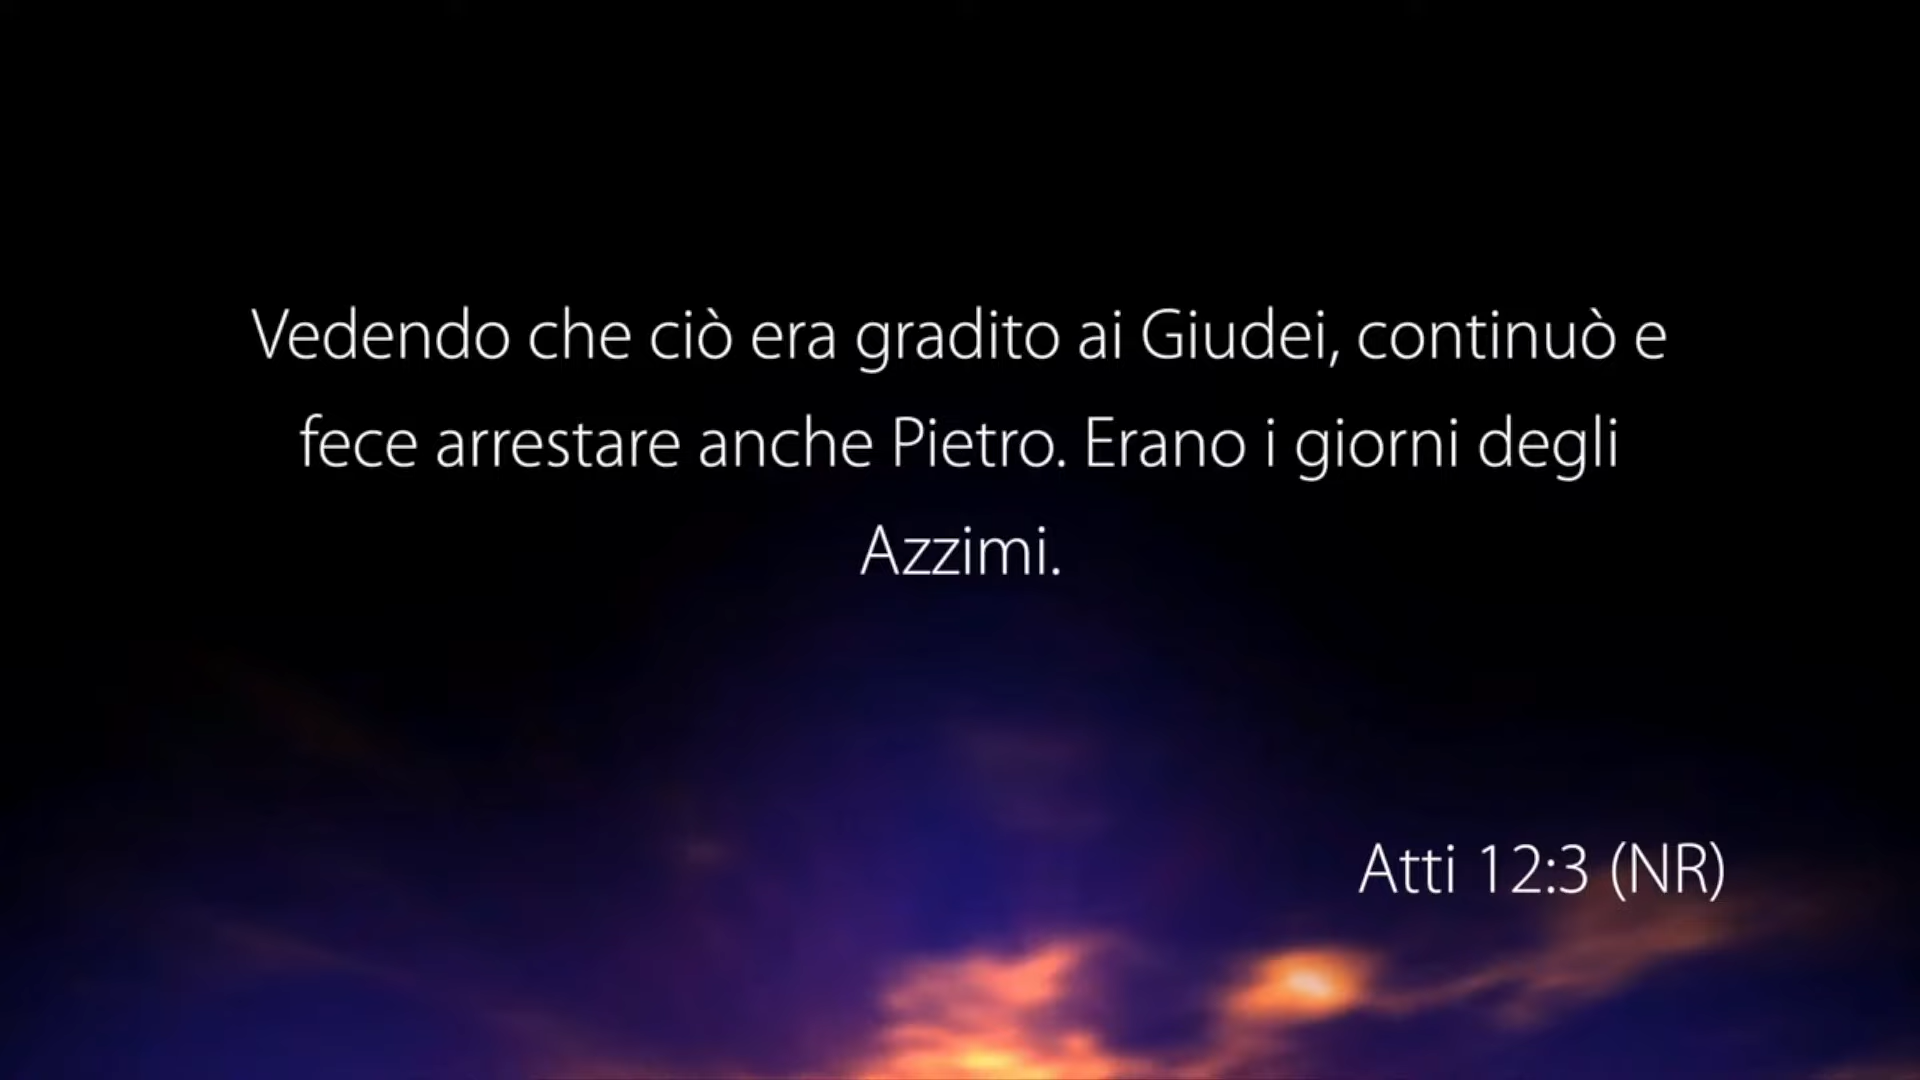 Vedendo che ciò era gradito ai Giudei, continuò e
fece arrestare anche Pietro. Erano i giorni degli
Azzimi.
Atti 12:3 (NR)